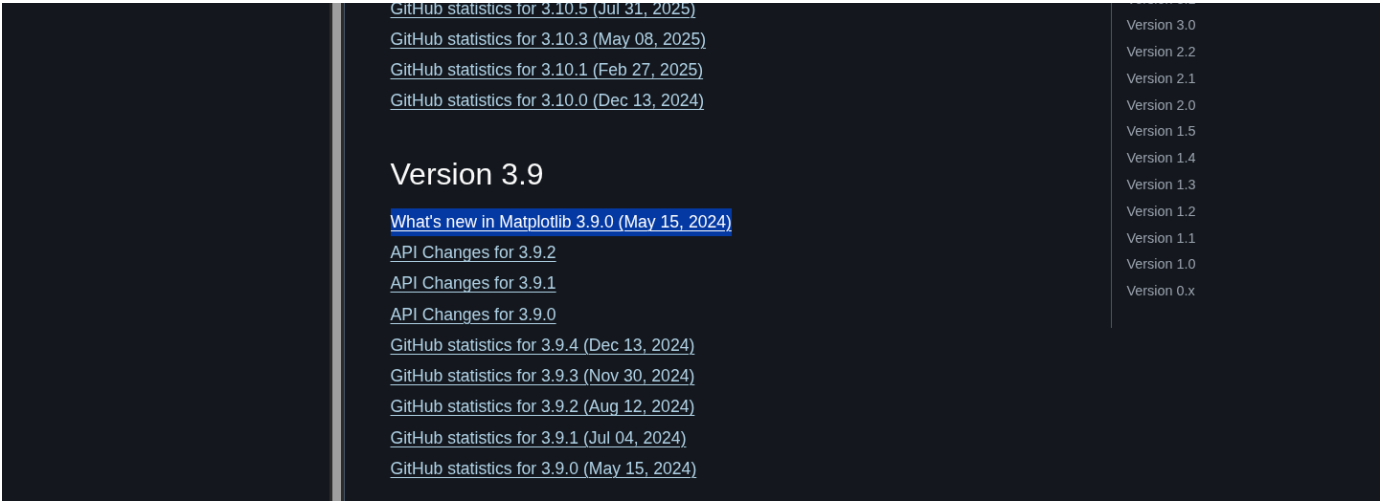 GitHub statistics for 3.10.5 (Jul 31, 2025)
GitHub statistics for 3.10.3 (May 08, 2025)
GitHub statistics for 3.10.1 (Feb 27, 2025)
GitHub statistics for 3.10.0 (Dec 13, 2024)
Version 3.9
What's new in Matplotlib 3.9.0 (May 15, 2024)
API Changes for 3.9.2
API Changes for 3.9.1
API Changes for 3.9.0
GitHub statistics for 3.9.4 (Dec 13, 2024)
GitHub statistics for 3.9.3 (Nov 30, 2024)
GitHub statistics for 3.9.2 (Aug 12, 2024)
GitHub statistics for 3.9.1 (Jul 04, 2024)
GitHub statistics for 3.9.0 (May 15, 2024)
Version 3.0
Version 2.2
Version 2.1
Version 2.0
Version 1.5
Version 1.4
Version 1.3
Version 1.2
Version 1.1
Version 1.0
Version 0.x